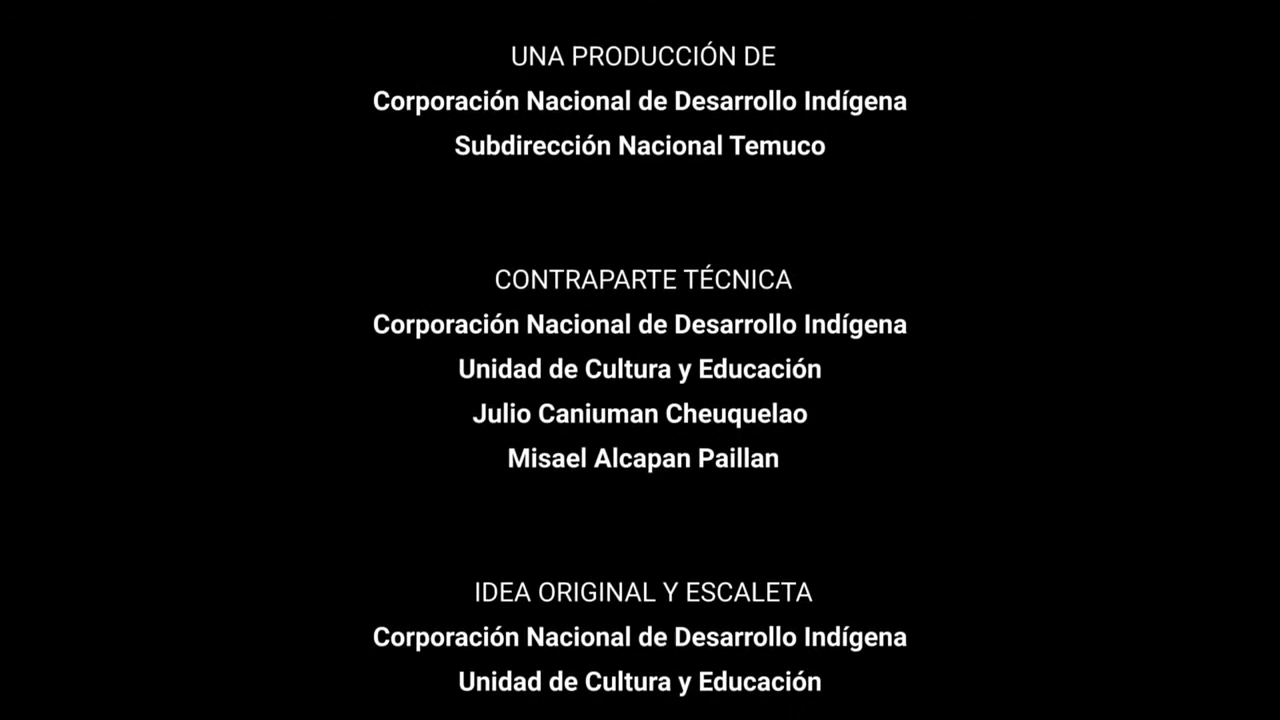 UNA PRODUCCIÓN DE
Corporación Nacional de Desarrollo Indígena
Subdirección Nacional Temuco
CONTRAPARTE TÉCNICA
Corporación Nacional de Desarrollo Indígena
Unidad de Cultura y Educación
Julio Caniuman Cheuquelao
Misael Alcapan Paillan
IDEA ORIGINAL Y ESCALETA
Corporación Nacional de Desarrollo Indígena
Unidad de Cultura y Educación